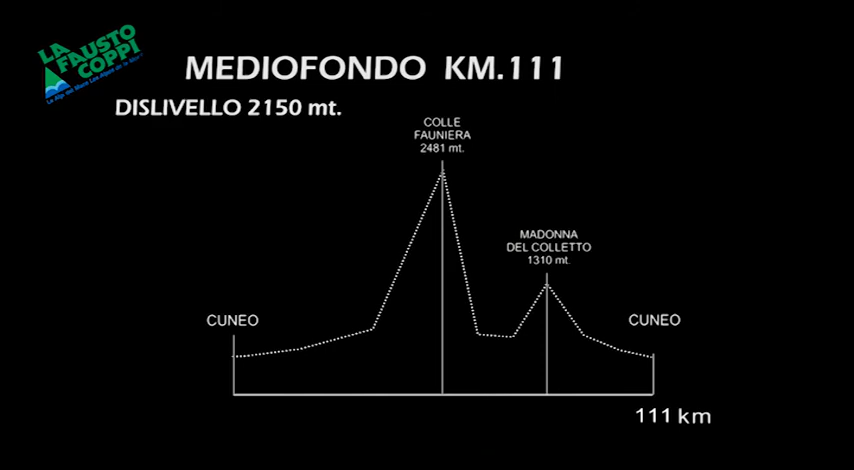 LA
FAUSTO
COPPI
MEDIOFONDO KM.111
DISLIVELLO 2150 mt.
COLLE
FAUNIERA
2481 mt.
MADONNA
DEL COLLETTO
1310 mt.
CUNEO
CUNEO
111 km